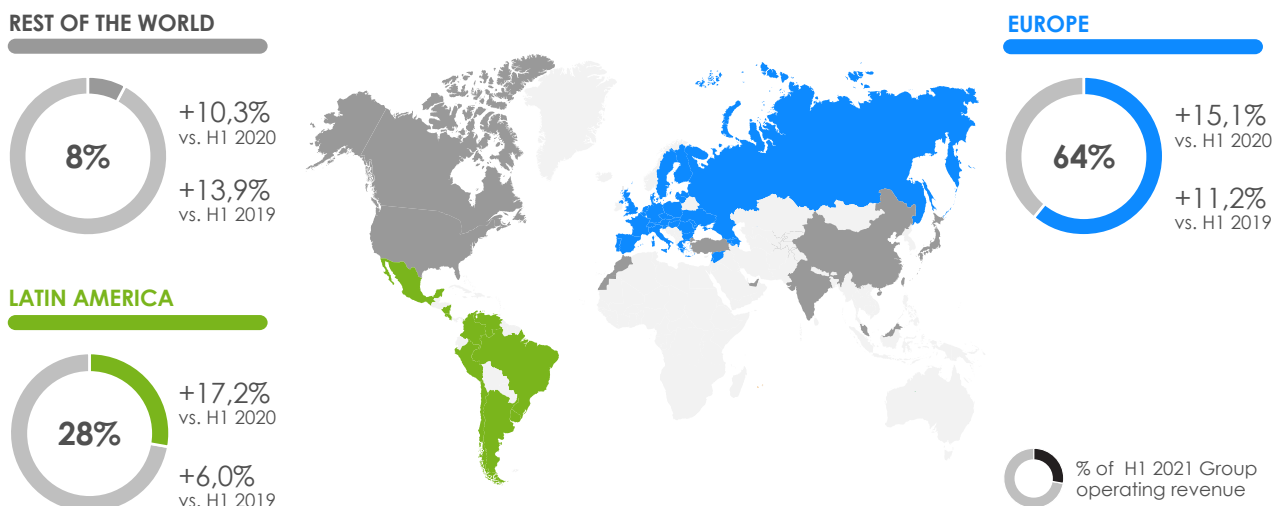 REST OF THE WORLD
8%
+10,3%
vs. H1 2020
+13,9%
vs. H1 2019
LATIN AMERICA
28%
+17,2%
vs. H1 2020
+6,0%
vs. H1 2019
EUROPE
64%
+15,1%
vs. H1 2020
+11,2%
vs. H1 2019
% of H1 2021 Group
operating revenue